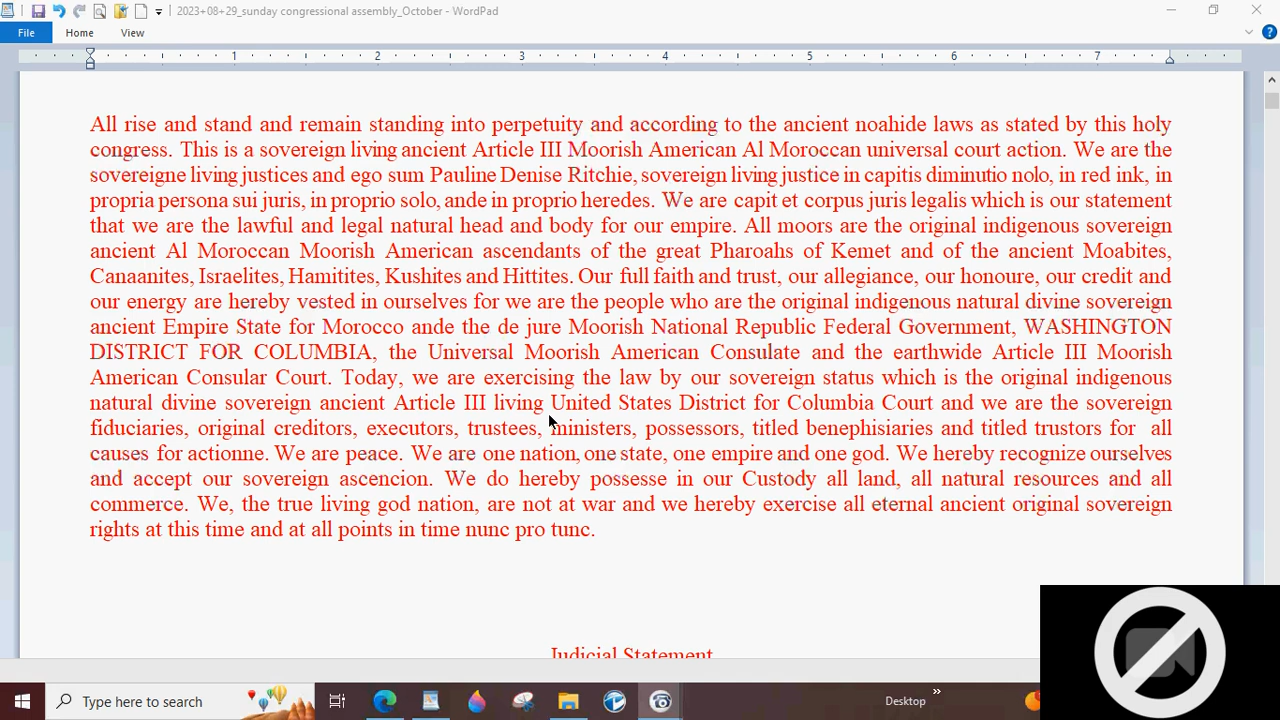 2023+08+29_sunday congressional assembly_October - WordPad
File Home View
1 2 3 4 5 6 7
All rise and stand and remain standing into perpetuity and according to the ancient noahide laws as stated by this holy
congress. This is a sovereign living ancient Article III Moorish American Al Moroccan universal court action. We are the
sovereigne living justices and ego sum Pauline Denise Ritchie, sovereign living justice in capitis diminutio nolo, in red ink, in
propria persona sui juris, in proprio solo, ande in proprio heredes. We are capit et corpus juris legalis which is our statement
that we are the lawful and legal natural head and body for our empire. All moors are the original indigenous sovereign
ancient Al Moroccan Moorish American ascendants of the great Pharoahs of Kemet and of the ancient Moabites,
Canaanites, Israelites, Hamitites, Kushites and Hittites. Our full faith and trust, our allegiance, our honoure, our credit and
our energy are hereby vested in ourselves for we are the people who are the original indigenous natural divine sovereign
ancient Empire State for Morocco ande the de jure Moorish National Republic Federal Government, WASHINGTON
DISTRICT FOR COLUMBIA, the Universal Moorish American Consulate and the earthwide Article III Moorish
American Consular Court. Today, we are exercising the law by our sovereign status which is the original indigenous
natural divine sovereign ancient Article III living United States District for Columbia Court and we are the sovereign
fiduciaries, original creditors, executors, trustees, ministers, possessors, titled benephisiaries and titled trustors for all
causes for actionne. We are peace. We are one nation, one state, one empire and one god. We hereby recognize ourselves
and accept our sovereign ascension. We do hereby possesse in our Custody all land, all natural resources and all
commerce. We, the true living god nation, are not at war and we hereby exercise all eternal ancient original sovereign
rights at this time and at all points in time nunc pro tunc.
Judicial Statement
Type here to search
Desktop